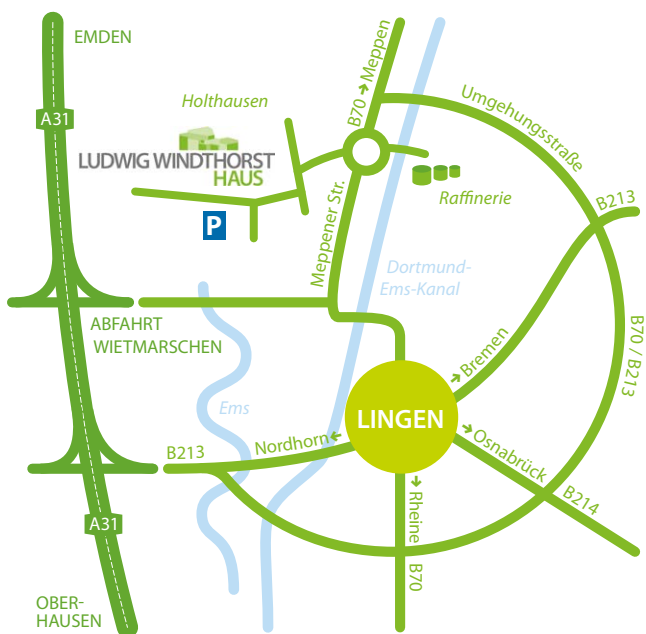 EMDEN
B70 → Meppen
Holthausen
Umgehungsstraße
A31
LUDWIG WINDTHORST
HAUS
Raffinerie
B213
P
Meppener Str.
Dortmund-
Ems-Kanal
ABFAHRT
WIETMARSCHEN
B70 / B213
→ Bremen
Ems
LINGEN
B213
Nordhorn ←
→ Osnabrück
B214
→ Rheine
B70
A31
OBER-
HAUSEN